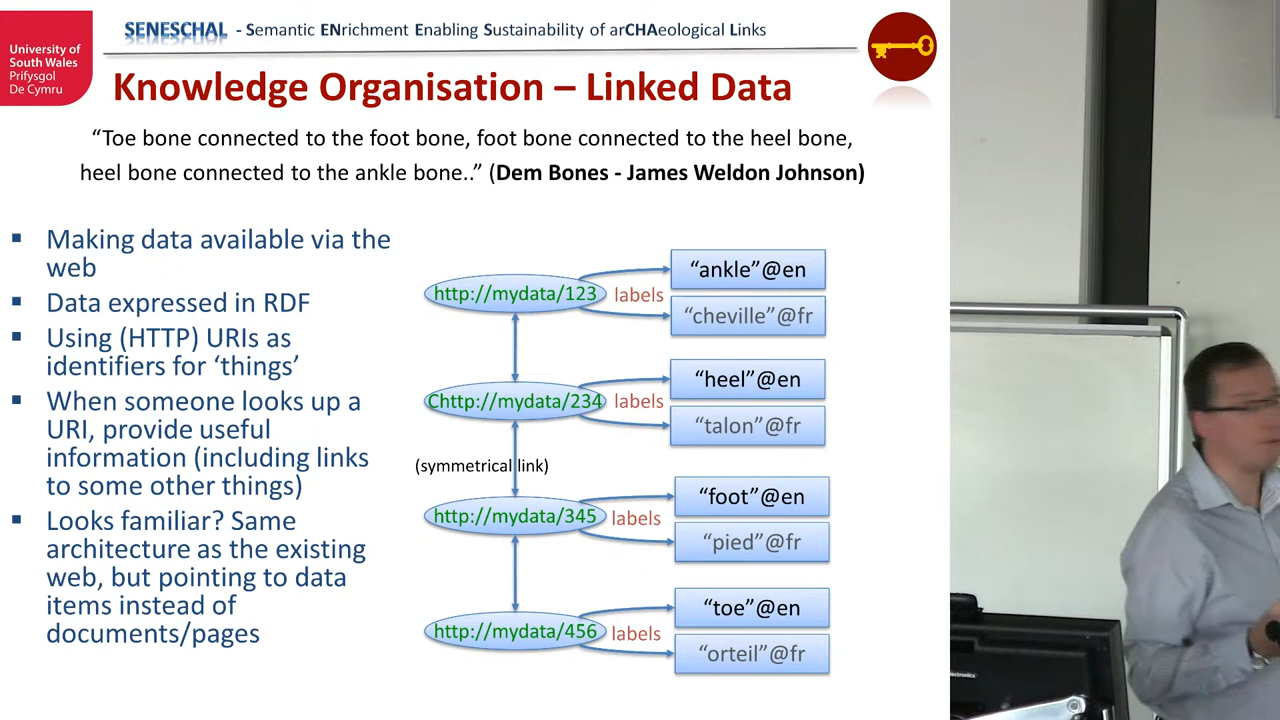 SENESCHAL - Semantic ENrichment Enabling Sustainability of arCHAeological Links
University of
South Wales
Prifysgol
De Cymru
Knowledge Organisation – Linked Data
“Toe bone connected to the foot bone, foot bone connected to the heel bone,
heel bone connected to the ankle bone..” (Dem Bones - James Weldon Johnson)
▪ Making data available via the
web
▪ Data expressed in RDF
▪ Using (HTTP) URIs as
identifiers for ‘things’
▪ When someone looks up a
URI, provide useful
information (including links
to some other things)
▪ Looks familiar? Same
architecture as the existing
web, but pointing to data
items instead of
documents/pages
http://mydata/123
labels
“ankle”@en
“cheville”@fr
Chttp://mydata/234
labels
“heel”@en
“talon”@fr
(symmetrical link)
http://mydata/345
labels
“foot”@en
“pied”@fr
http://mydata/456
labels
“toe”@en
“orteil”@fr